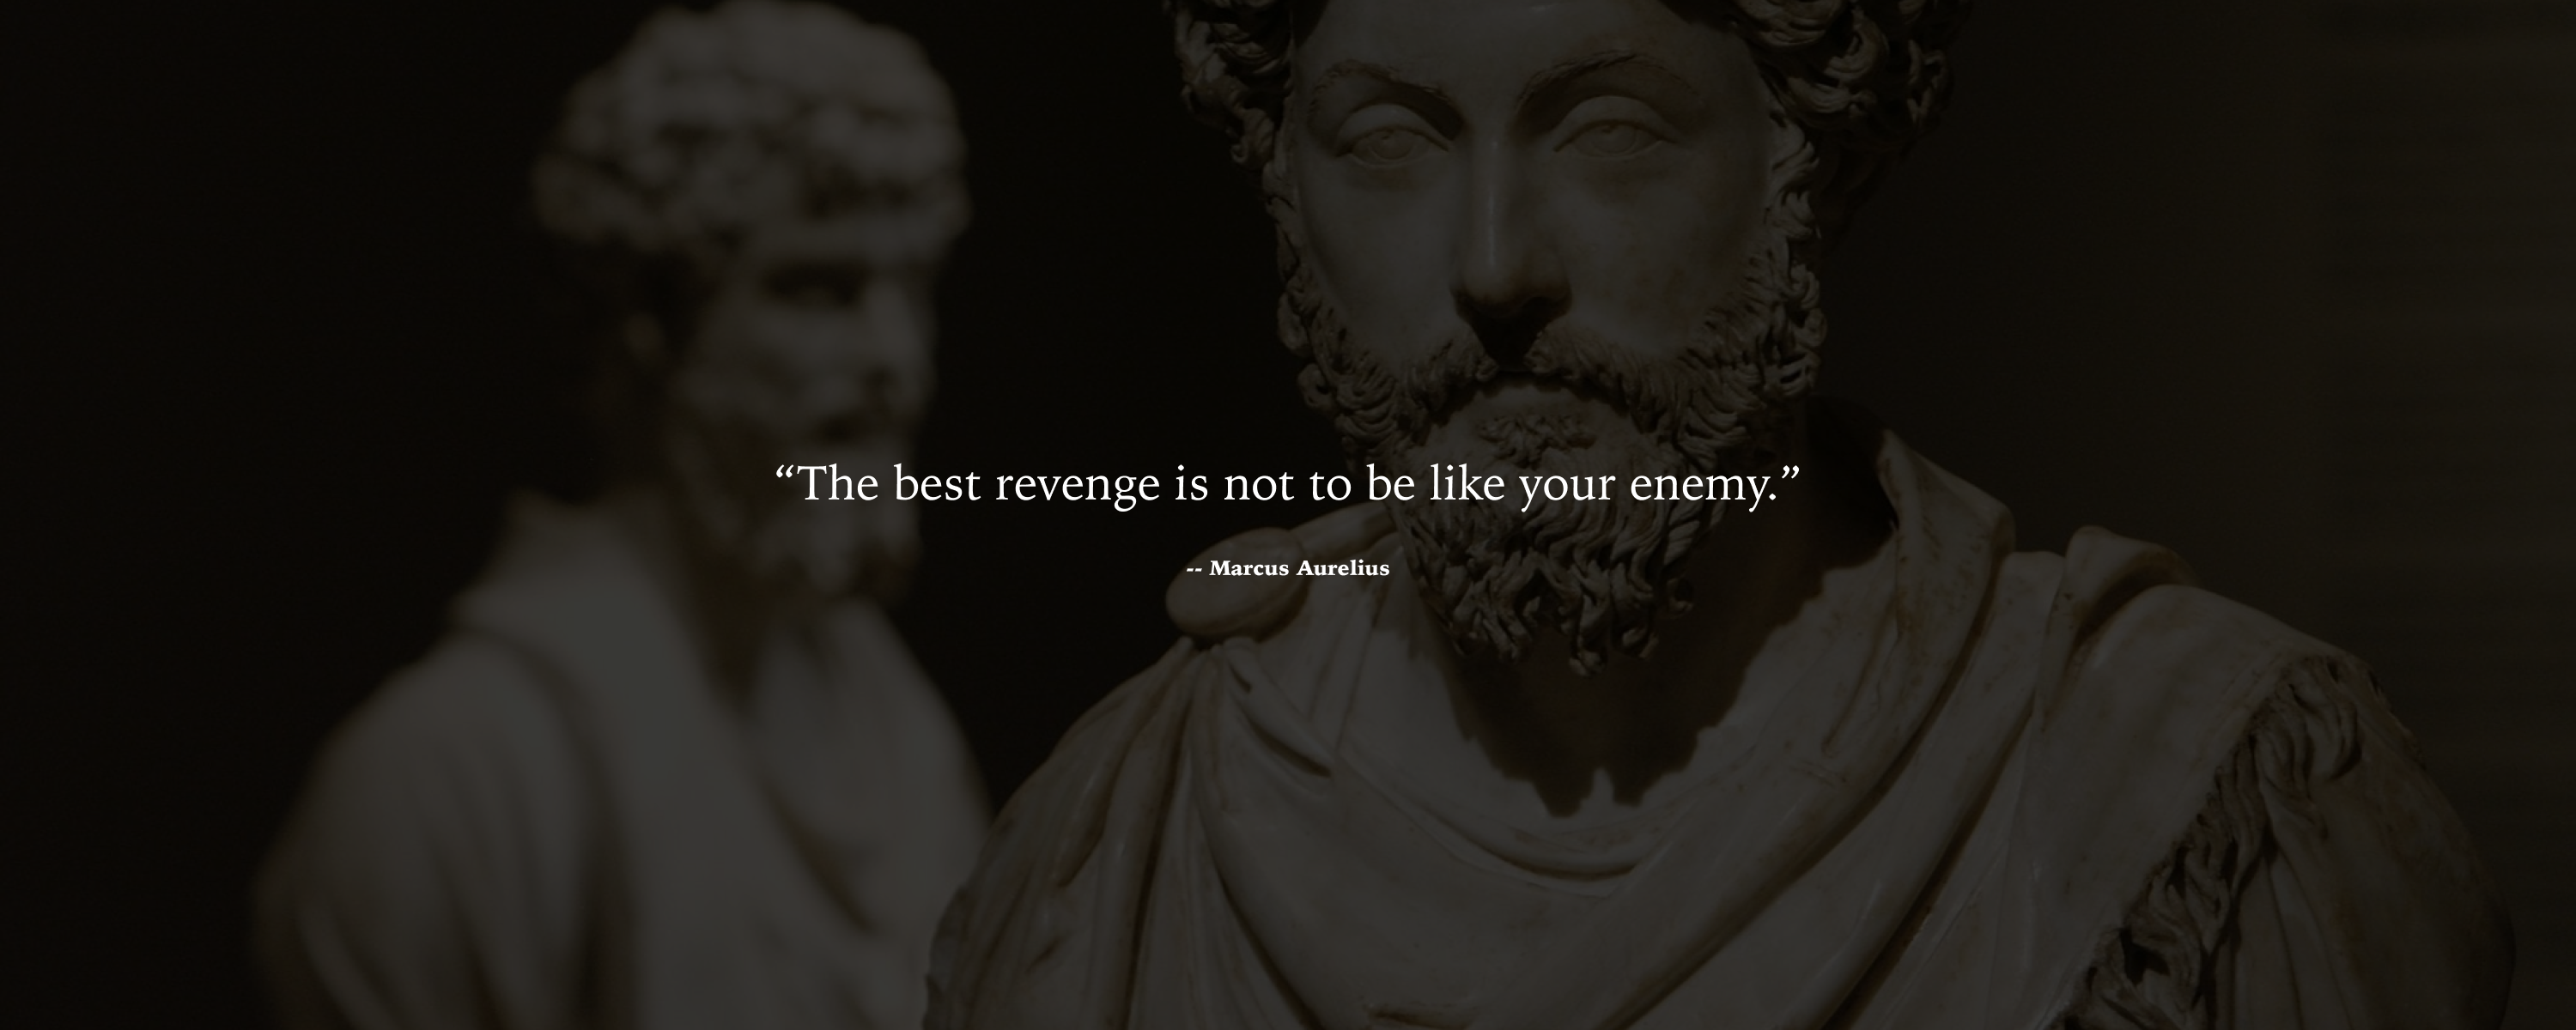 “The best revenge is not to be like your enemy.”
-- Marcus Aurelius